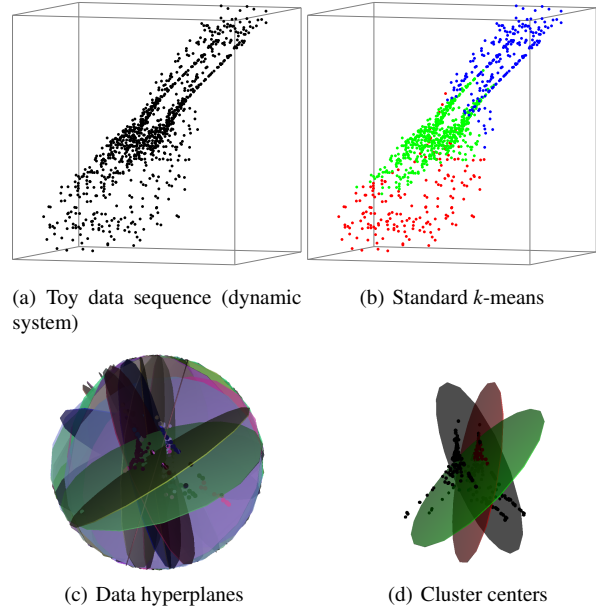 (a) Toy data sequence (dynamic
system)
(b) Standard k-means
(c) Data hyperplanes
(d) Cluster centers